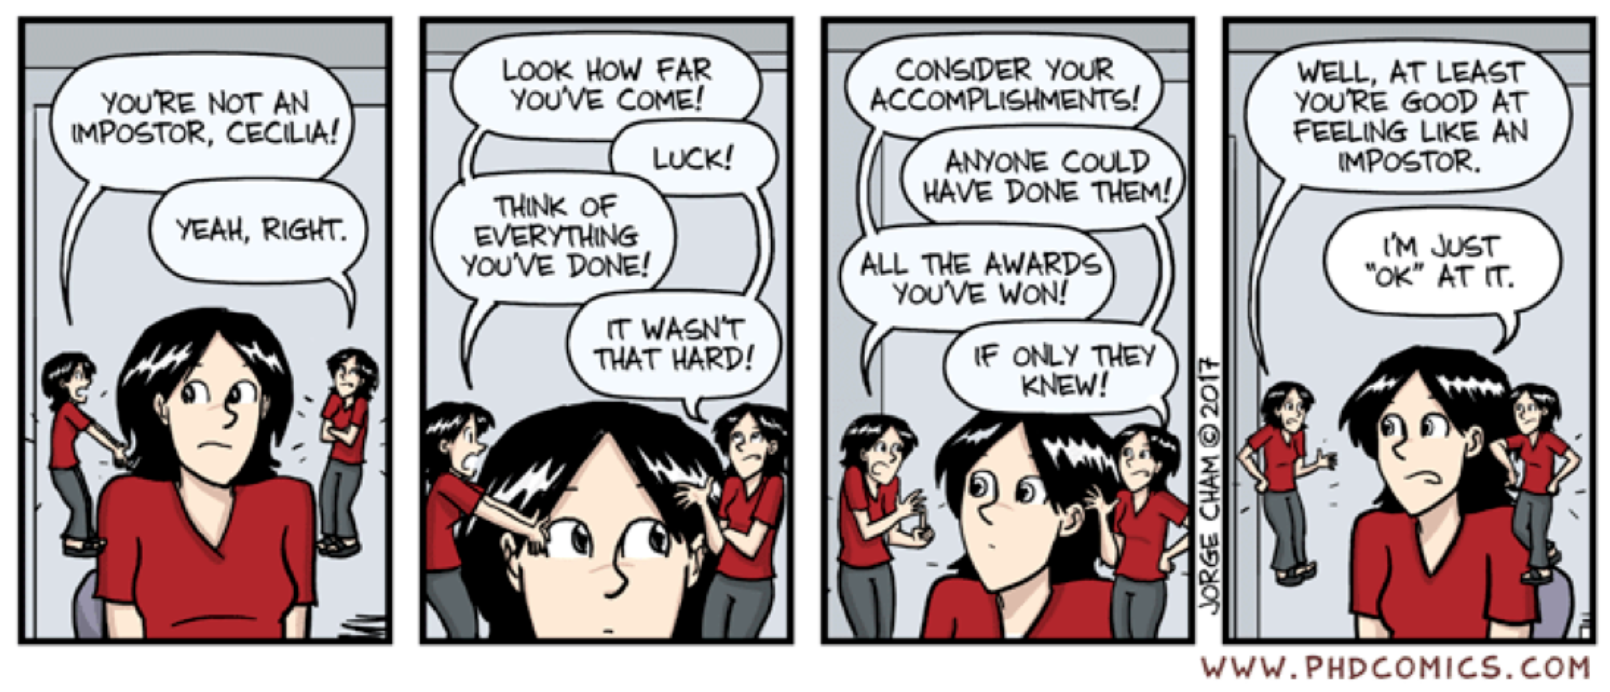 YOU'RE NOT AN
IMPOSTOR, CECILIA!
YEAH, RIGHT.
LOOK HOW FAR
YOU'VE COME!
LUCK!
THINK OF
EVERYTHING
YOU'VE DONE!
IT WASN'T
THAT HARD!
CONSIDER YOUR
ACCOMPLISHMENTS!
ANYONE COULD
HAVE DONE THEM!
ALL THE AWARDS
YOU'VE WON!
IF ONLY THEY
KNEW!
WELL, AT LEAST
YOU'RE GOOD AT
FEELING LIKE AN
IMPOSTOR.
I'M JUST
"OK" AT IT.
JORGE CHAM © 2017
WWW.PHDCOMICS.COM